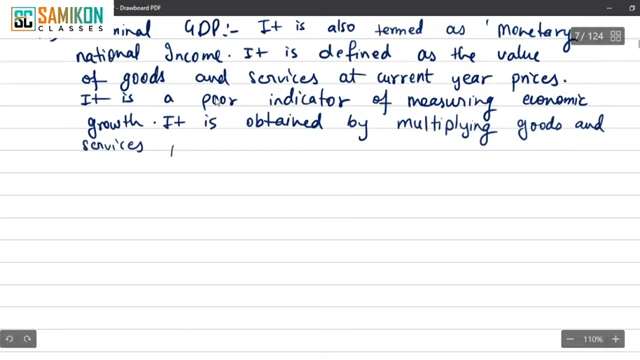 SAMIKON
CLASSES
- Drawboard PDF
GDP:- It is also termed as 'Monetary
7 / 124
national Income. It is defined as the value
of goods and services at current year prices.
It is a poor indicator of measuring economic
growth. It is obtained by multiplying goods and
services
110%